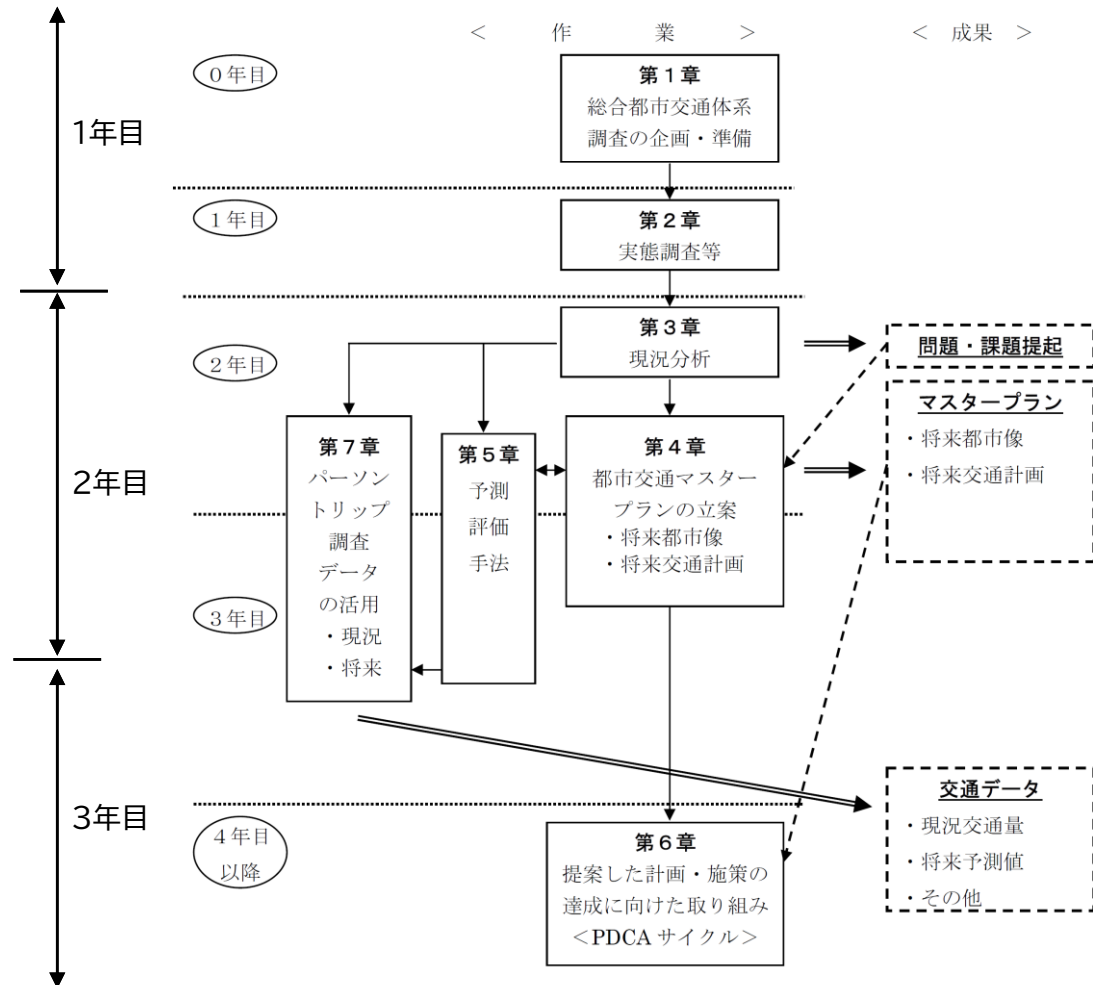 ＜　作　業　＞
＜　成果　＞
1年目
０年目
第１章
総合都市交通体系
調査の企画・準備
１年目
第２章
実態調査等
2年目
２年目
第３章
現況分析
問題・課題提起
マスタープラン
・将来都市像
・将来交通計画
第７章
パーソン
トリップ
調査
データ
の活用
・現況
・将来
第５章
予測
評価
手法
第４章
都市交通マスター
プランの立案
・将来都市像
・将来交通計画
３年目
3年目
４年目
以降
第６章
提案した計画・施策の
達成に向けた取り組み
＜PDCA サイクル＞
交通データ
・現況交通量
・将来予測値
・その他